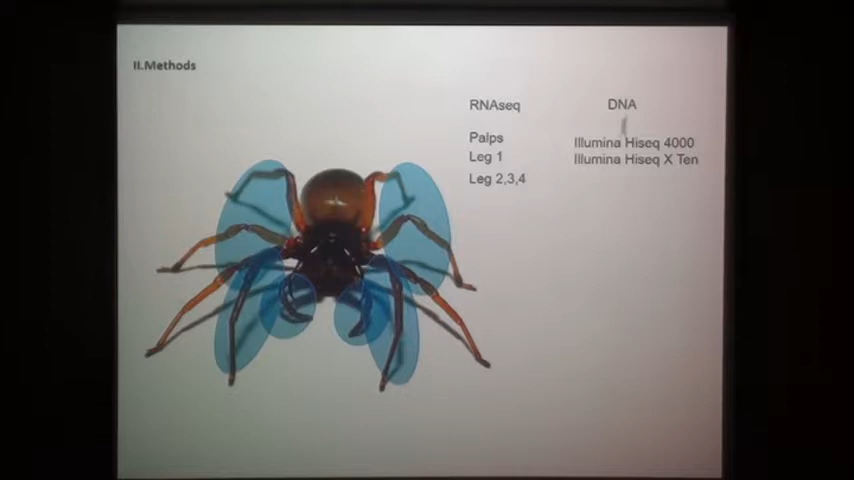 II.Methods
RNAseq
DNA
Palps
Leg 1
Leg 2,3,4
Illumina Hiseq 4000
Illumina Hiseq X Ten